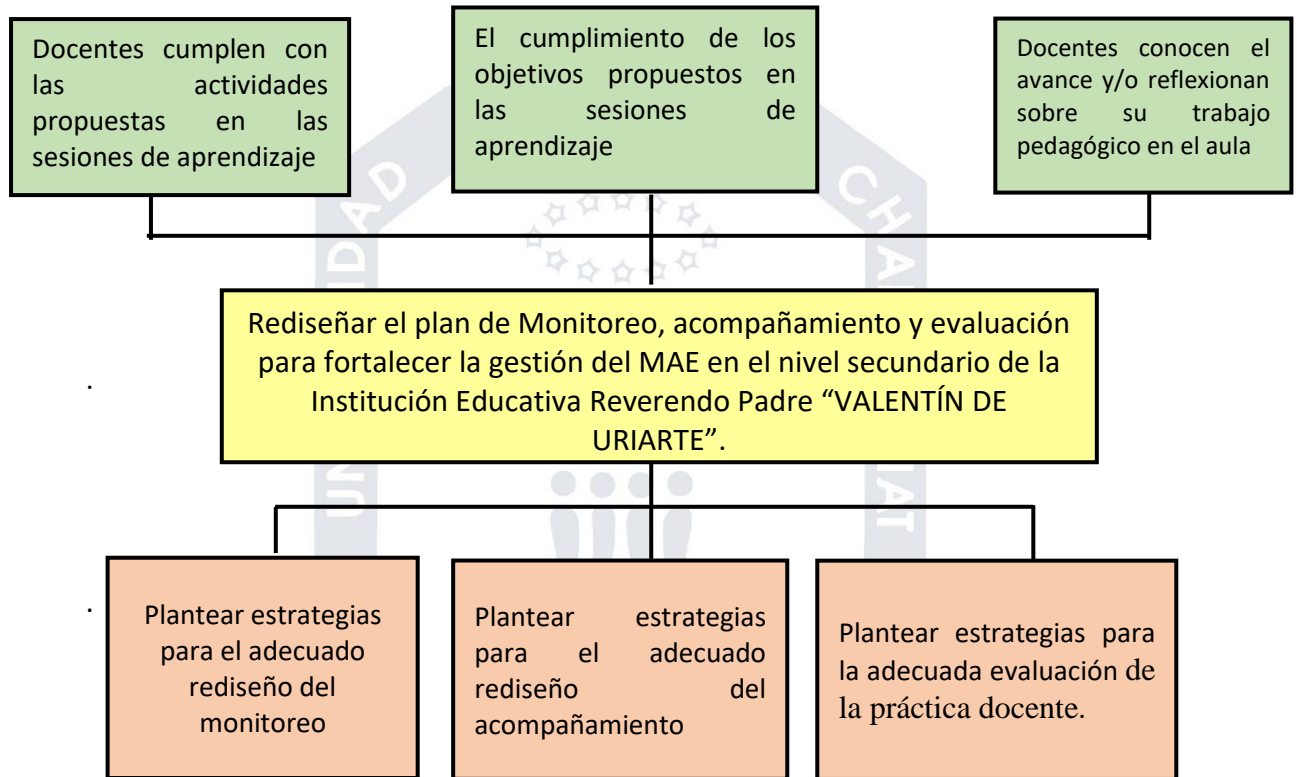 Docentes cumplen con
las actividades
propuestas en las
sesiones de aprendizaje
El cumplimiento de los
objetivos propuestos en
las sesiones de
aprendizaje
Docentes conocen el
avance y/o reflexionan
sobre su trabajo
pedagógico en el aula
Rediseñar el plan de Monitoreo, acompañamiento y evaluación
para fortalecer la gestión del MAE en el nivel secundario de la
Institución Educativa Reverendo Padre “VALENTÍN DE
URIARTE”.
.
.
Plantear estrategias
para el adecuado
rediseño del
monitoreo
Plantear estrategias
para el adecuado
rediseño del
acompañamiento
Plantear estrategias para
la adecuada evaluación de
la práctica docente.